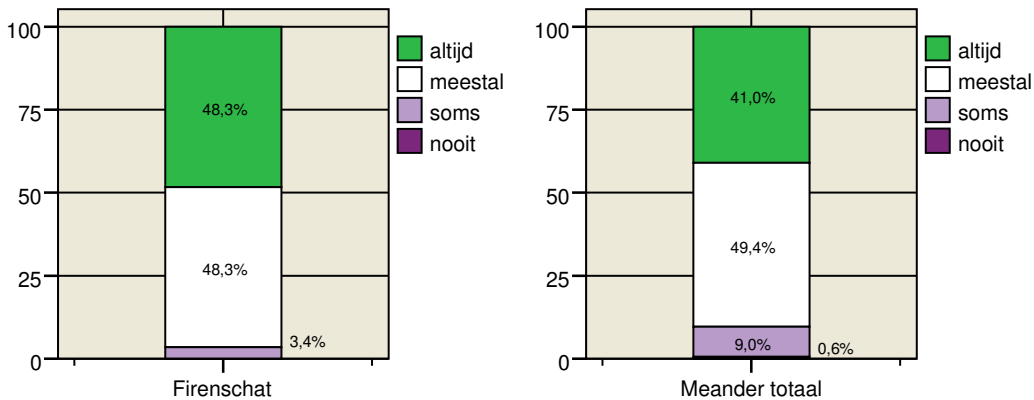 100
75
50
25
0
48,3%
48,3%
3,4%
Firenschat
altijd
meestal
soms
nooit
100
75
50
25
0
41,0%
49,4%
9,0%
0,6%
Meander totaal
altijd
meestal
soms
nooit